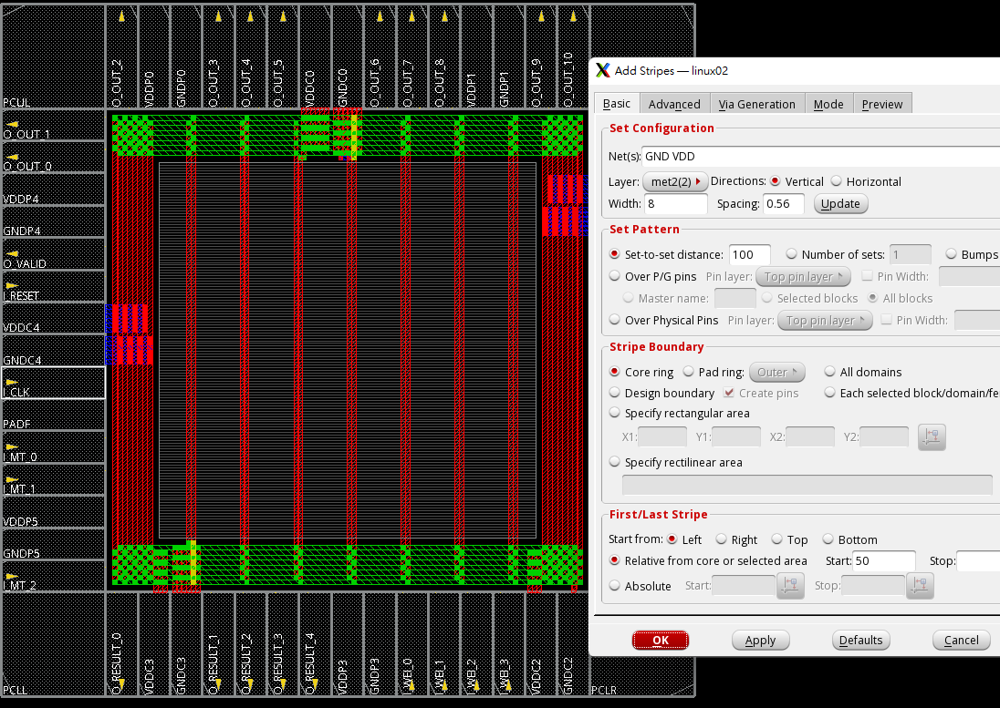 O_OUT_2
VDDP0
GNDP0
O_OUT_3
O_OUT_4
O_OUT_5
VDDC0
GNDC0
O_OUT_6
O_OUT_7
O_OUT_8
VDDP1
GNDP1
O_OUT_9
O_OUT_10
PCUL
O_OUT_1
O_OUT_0
VDDP4
GNDP4
O_VALID
I_RESET
VDDC4
GNDC4
I_CLK
PADF
I_MT_0
I_MT_1
VDDP5
GNDP5
I_MT_2
PCLL
O_RESULT_0
VDDC3
GNDC3
O_RESULT_1
O_RESULT_2
O_RESULT_3
O_RESULT_4
VDDP3
GNDP3
I_WEI_0
I_WEI_1
I_WEI_2
I_WEI_3
VDDC2
GNDC2
PCLR
Add Stripes — linux02
Basic Advanced Via Generation Mode Preview
Set Configuration
Net(s): GND VDD
Layer: met2(2) Directions: Vertical Horizontal
Width: 8 Spacing: 0.56 Update
Set Pattern
Set-to-set distance: 100 Number of sets: 1 Bumps
Over P/G pins Pin layer: Top pin layer Pin Width:
Master name: Selected blocks All blocks
Over Physical Pins Pin layer: Top pin layer Pin Width:
Stripe Boundary
Core ring Pad ring: Outer All domains
Design boundary Create pins Each selected block/domain/fe
Specify rectangular area
X1: Y1: X2: Y2:
Specify rectilinear area
First/Last Stripe
Start from: Left Right Top Bottom
Relative from core or selected area Start: 50 Stop:
Absolute Start: Stop:
OK Apply Defaults Cancel